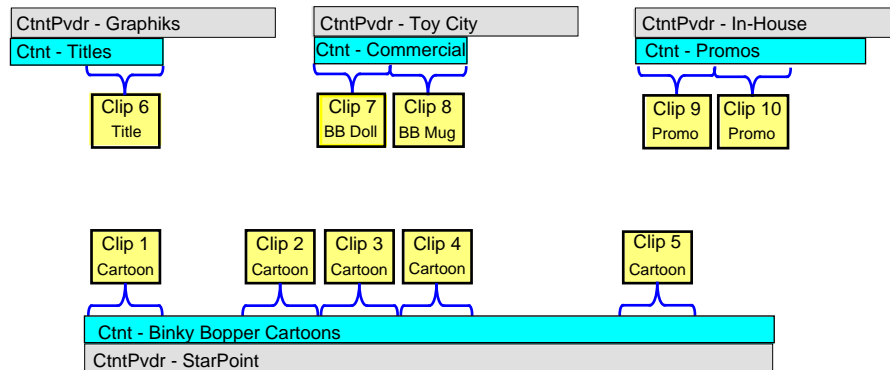 CtntPvdr - Graphiks
Ctnt - Titles
Clip 6
Title
CtntPvdr - Toy City
Ctnt - Commercial
Clip 7
BB Doll
Clip 8
BB Mug
CtntPvdr - In-House
Ctnt - Promos
Clip 9
Promo
Clip 10
Promo
Clip 1
Cartoon
Clip 2
Cartoon
Clip 3
Cartoon
Clip 4
Cartoon
Clip 5
Cartoon
Ctnt - Binky Bopper Cartoons
CtntPvdr - StarPoint